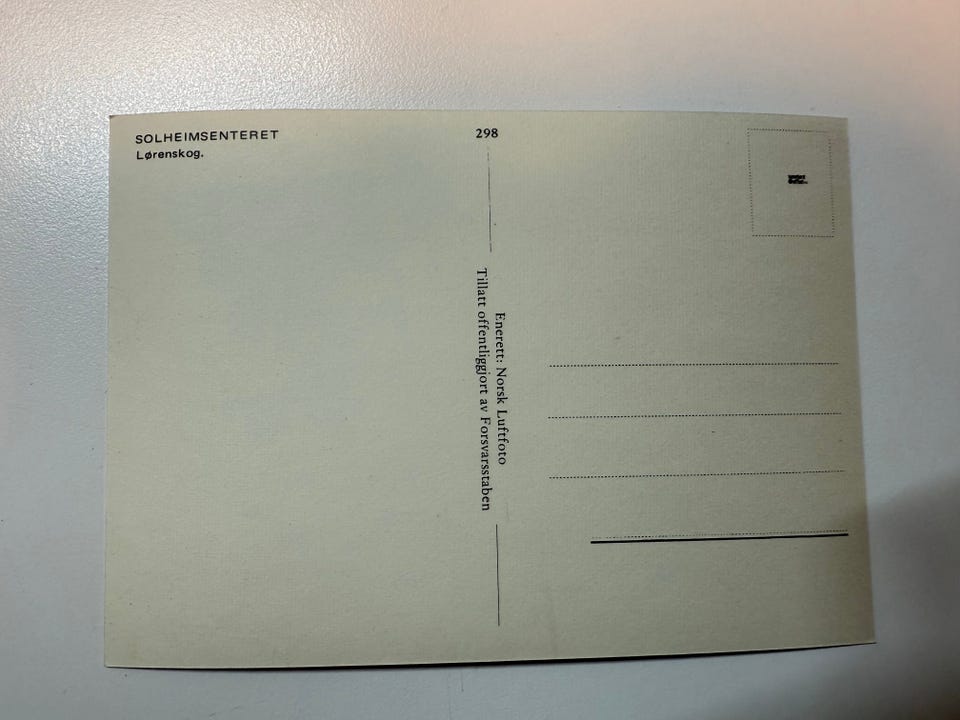 SOLHEIMSENTERET
Lørenskog.
298
Enerett: Norsk Luftfoto
Tillatt offentliggjort av Forsvarsstaben